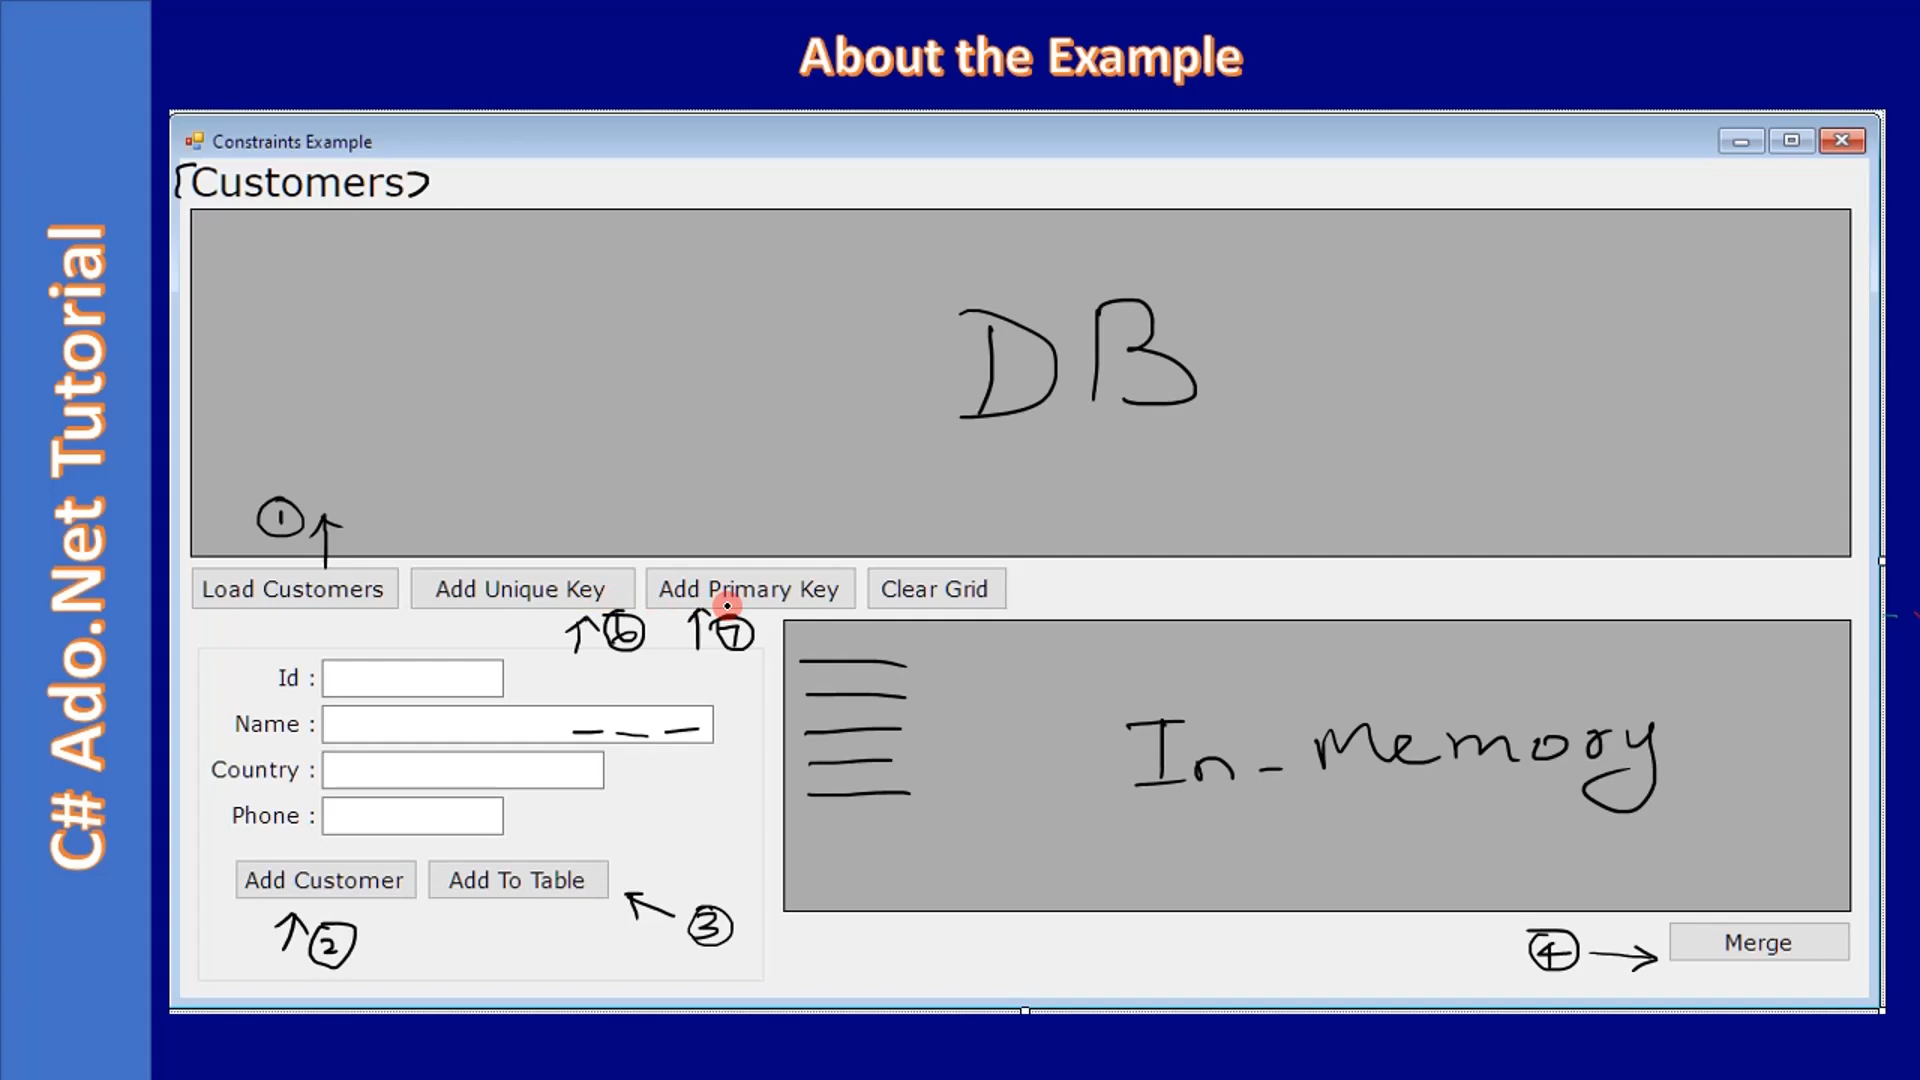 About the Example
C# Ado.Net Tutorial
Constraints Example
Customers
DB
1
Load Customers Add Unique Key Add Primary Key Clear Grid
6 7
Id :
Name :
Country :
Phone :
In-Memory
Add Customer Add To Table
2 3
4 Merge